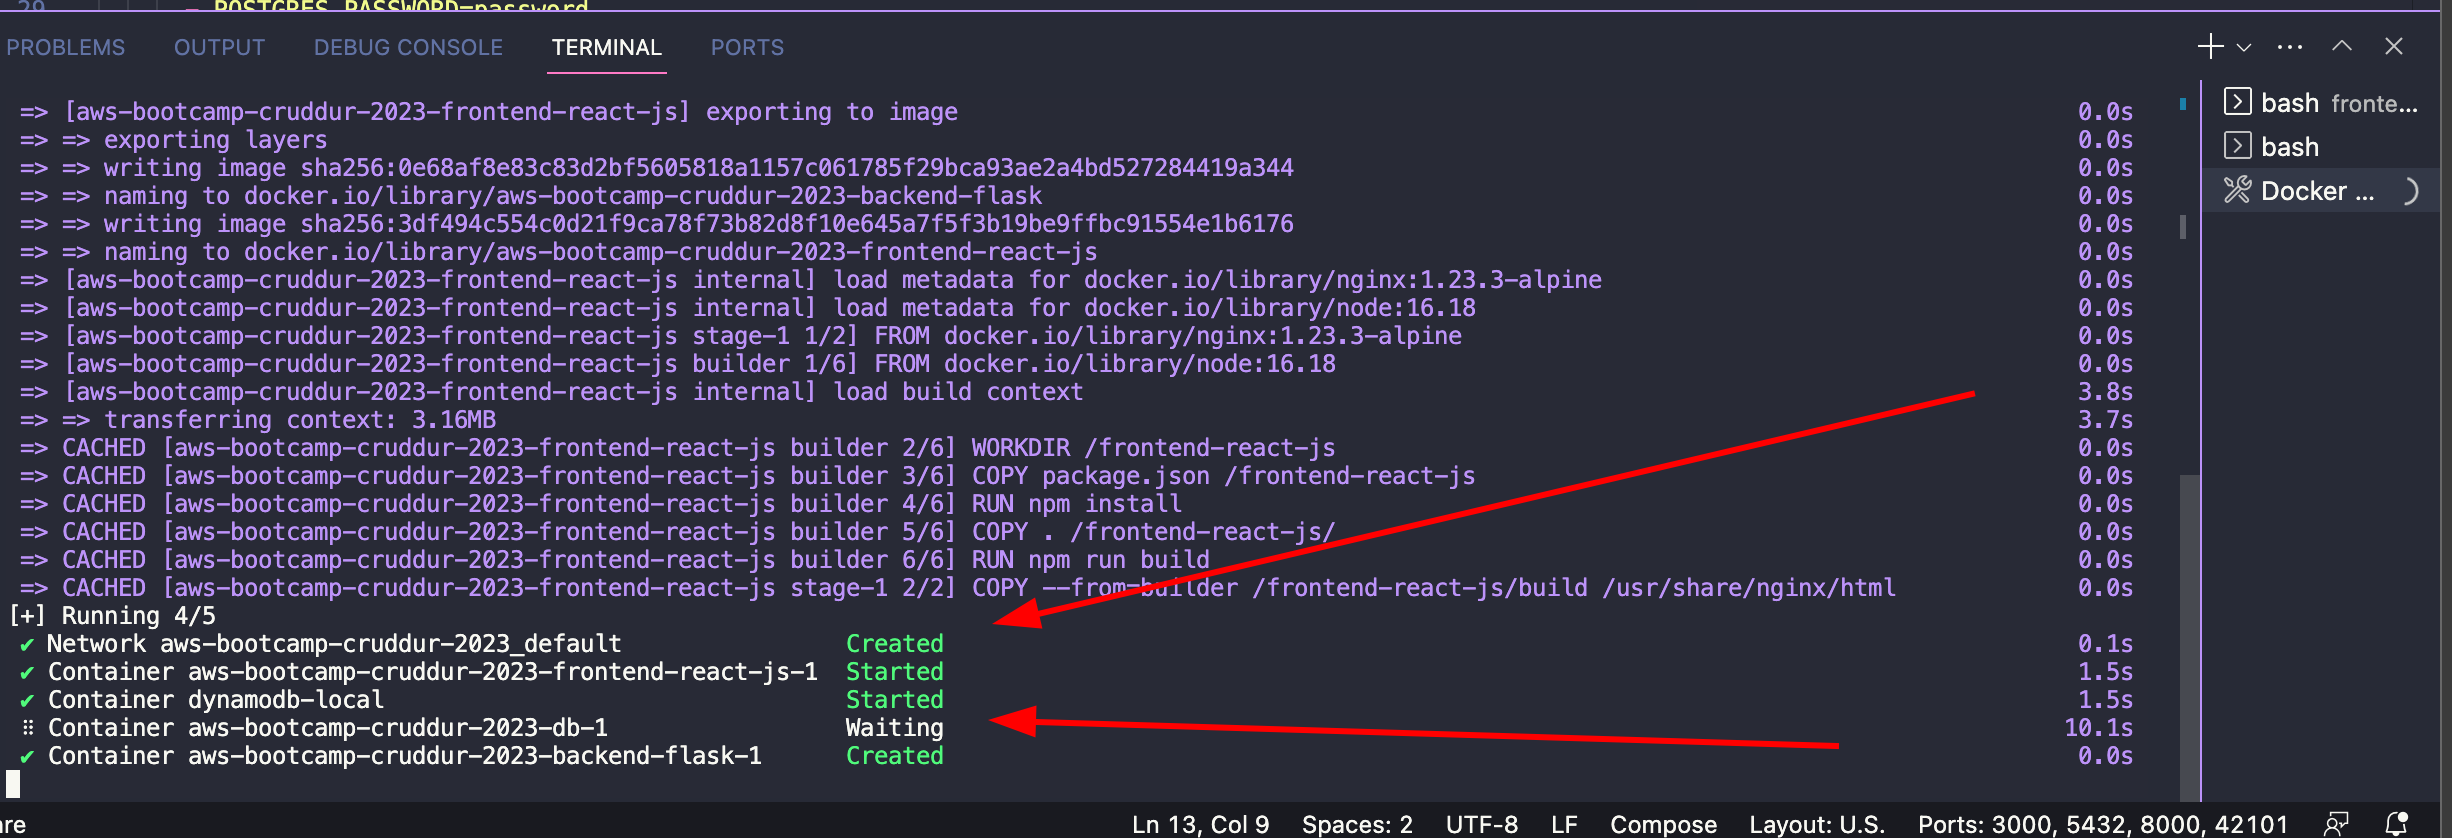 29 - POSTGRES_PASSWORD=password
PROBLEMS OUTPUT DEBUG CONSOLE TERMINAL PORTS
=> [aws-bootcamp-cruddur-2023-frontend-react-js] exporting to image 0.0s
=> => exporting layers 0.0s
=> => writing image sha256:0e68af8e83c83d2bf5605818a1157c061785f29bca93ae2a4bd527284419a344 0.0s
=> => naming to docker.io/library/aws-bootcamp-cruddur-2023-backend-flask 0.0s
=> => writing image sha256:3df494c554c0d21f9ca78f73b82d8f10e645a7f5f3b19be9ffbc91554e1b6176 0.0s
=> => naming to docker.io/library/aws-bootcamp-cruddur-2023-frontend-react-js 0.0s
=> [aws-bootcamp-cruddur-2023-frontend-react-js internal] load metadata for docker.io/library/nginx:1.23.3-alpine 0.0s
=> [aws-bootcamp-cruddur-2023-frontend-react-js internal] load metadata for docker.io/library/node:16.18 0.0s
=> [aws-bootcamp-cruddur-2023-frontend-react-js stage-1 1/2] FROM docker.io/library/nginx:1.23.3-alpine 0.0s
=> [aws-bootcamp-cruddur-2023-frontend-react-js builder 1/6] FROM docker.io/library/node:16.18 0.0s
=> [aws-bootcamp-cruddur-2023-frontend-react-js internal] load build context 3.8s
=> => transferring context: 3.16MB 3.7s
=> CACHED [aws-bootcamp-cruddur-2023-frontend-react-js builder 2/6] WORKDIR /frontend-react-js 0.0s
=> CACHED [aws-bootcamp-cruddur-2023-frontend-react-js builder 3/6] COPY package.json /frontend-react-js 0.0s
=> CACHED [aws-bootcamp-cruddur-2023-frontend-react-js builder 4/6] RUN npm install 0.0s
=> CACHED [aws-bootcamp-cruddur-2023-frontend-react-js builder 5/6] COPY . /frontend-react-js/ 0.0s
=> CACHED [aws-bootcamp-cruddur-2023-frontend-react-js builder 6/6] RUN npm run build 0.0s
=> CACHED [aws-bootcamp-cruddur-2023-frontend-react-js stage-1 2/2] COPY --from=builder /frontend-react-js/build /usr/share/nginx/html 0.0s
[+] Running 4/5
✔ Network aws-bootcamp-cruddur-2023_default Created 0.1s
✔ Container aws-bootcamp-cruddur-2023-frontend-react-js-1 Started 1.5s
✔ Container dynamodb-local Started 1.5s
⠿ Container aws-bootcamp-cruddur-2023-db-1 Waiting 10.1s
✔ Container aws-bootcamp-cruddur-2023-backend-flask-1 Created 0.0s
bash fronte...
bash
Docker ...
are Ln 13, Col 9 Spaces: 2 UTF-8 LF Compose Layout: U.S. Ports: 3000, 5432, 8000, 42101